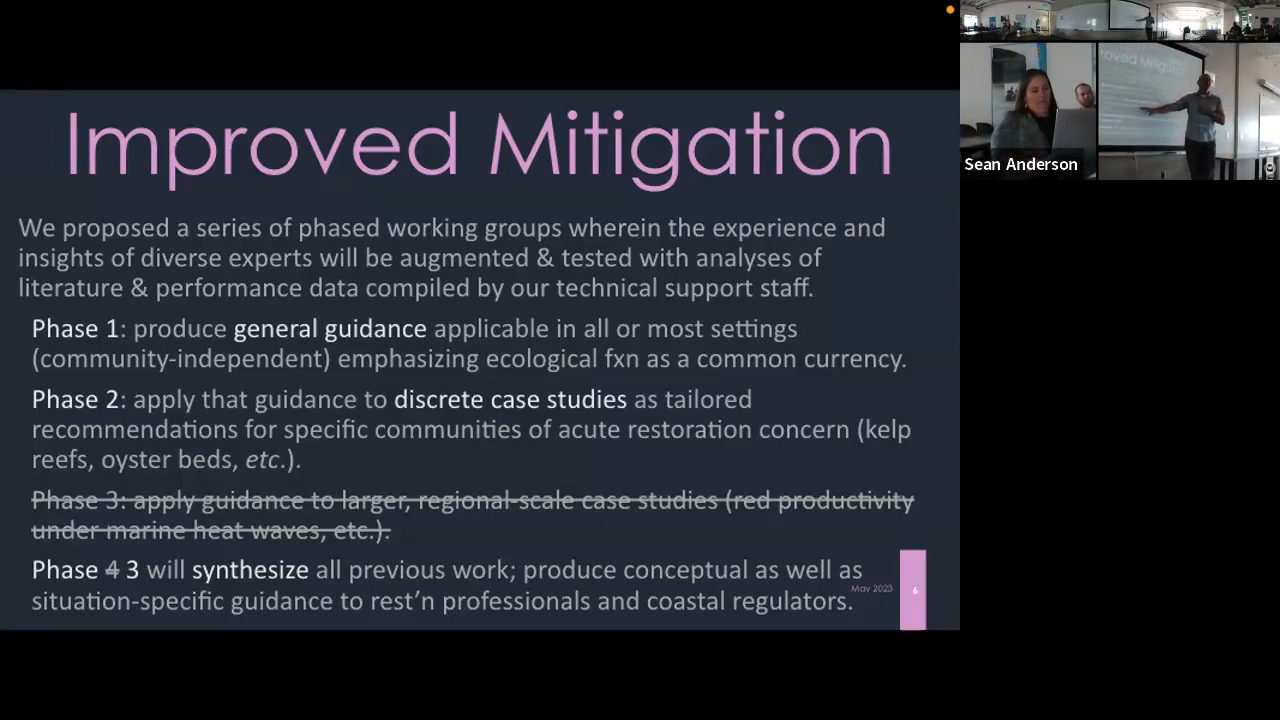 Improved Mitigation
We proposed a series of phased working groups wherein the experience and
insights of diverse experts will be augmented & tested with analyses of
literature & performance data compiled by our technical support staff.
Phase 1: produce general guidance applicable in all or most settings
(community-independent) emphasizing ecological fxn as a common currency.
Phase 2: apply that guidance to discrete case studies as tailored
recommendations for specific communities of acute restoration concern (kelp
reefs, oyster beds, etc.).
Phase 3: apply guidance to larger, regional-scale case studies (red productivity
under marine heat waves, etc.).
Phase 4 3 will synthesize all previous work; produce conceptual as well as
situation-specific guidance to rest'n professionals and coastal regulators.
May 2023
6
Sean Anderson
roved Mitigation